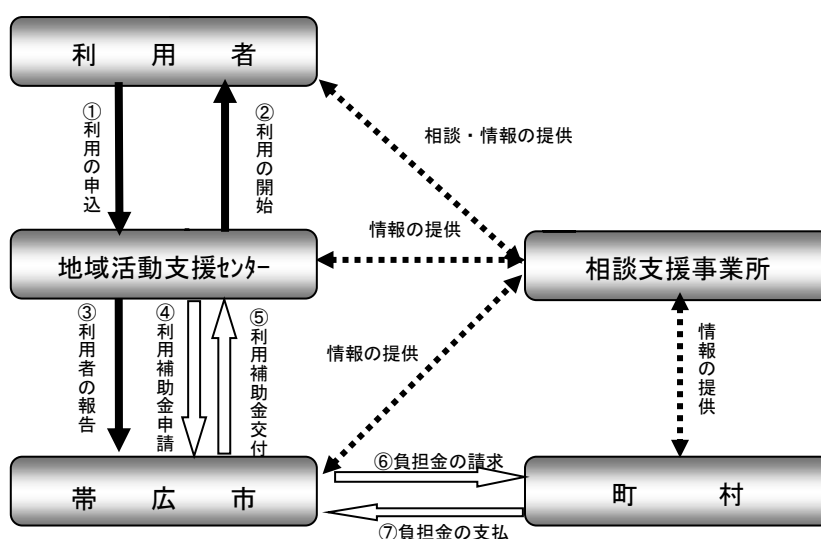 利　用　者
①利用の申込
②利用の開始
相談・情報の提供
情報の提供
地域活動支援ｾﾝﾀｰ
相談支援事業所
③利用者の報告
④利用補助金申請
⑤利用補助金交付
情報の提供
情報の提供
⑥負担金の請求
帯　広　市
町　村
⑦負担金の支払